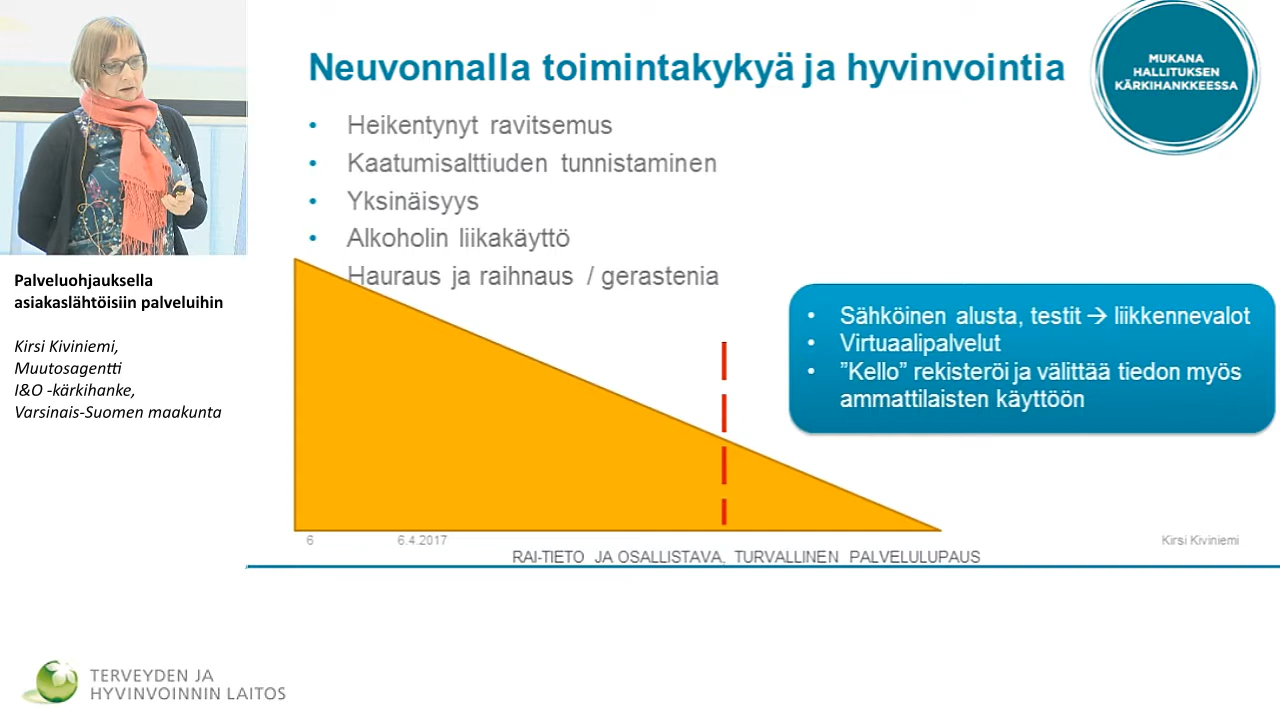 Neuvonnalla toimintakykyä ja hyvinvointia
MUKANA
HALLITUKSEN
KÄRKIHANKKEESSA
• Heikentynyt ravitsemus
• Kaatumisalttiuden tunnistaminen
• Yksinäisyys
• Alkoholin liikakäyttö
Hauraus ja raihnaus / gerastenia
Palveluohjauksella
asiakaslähtöisiin palveluihin
Kirsi Kiviniemi,
Muutosagentti
I&O -kärkihanke,
Varsinais-Suomen maakunta
• Sähköinen alusta, testit → liikkennevalot
• Virtuaalipalvelut
• ”Kello” rekisteröi ja välittää tiedon myös
ammattilaisten käyttöön
6
6.4.2017
Kirsi Kiviniemi
RAI-TIETO JA OSALLISTAVA, TURVALLINEN PALVELULUPAUS
TERVEYDEN JA
HYVINVOINNIN LAITOS